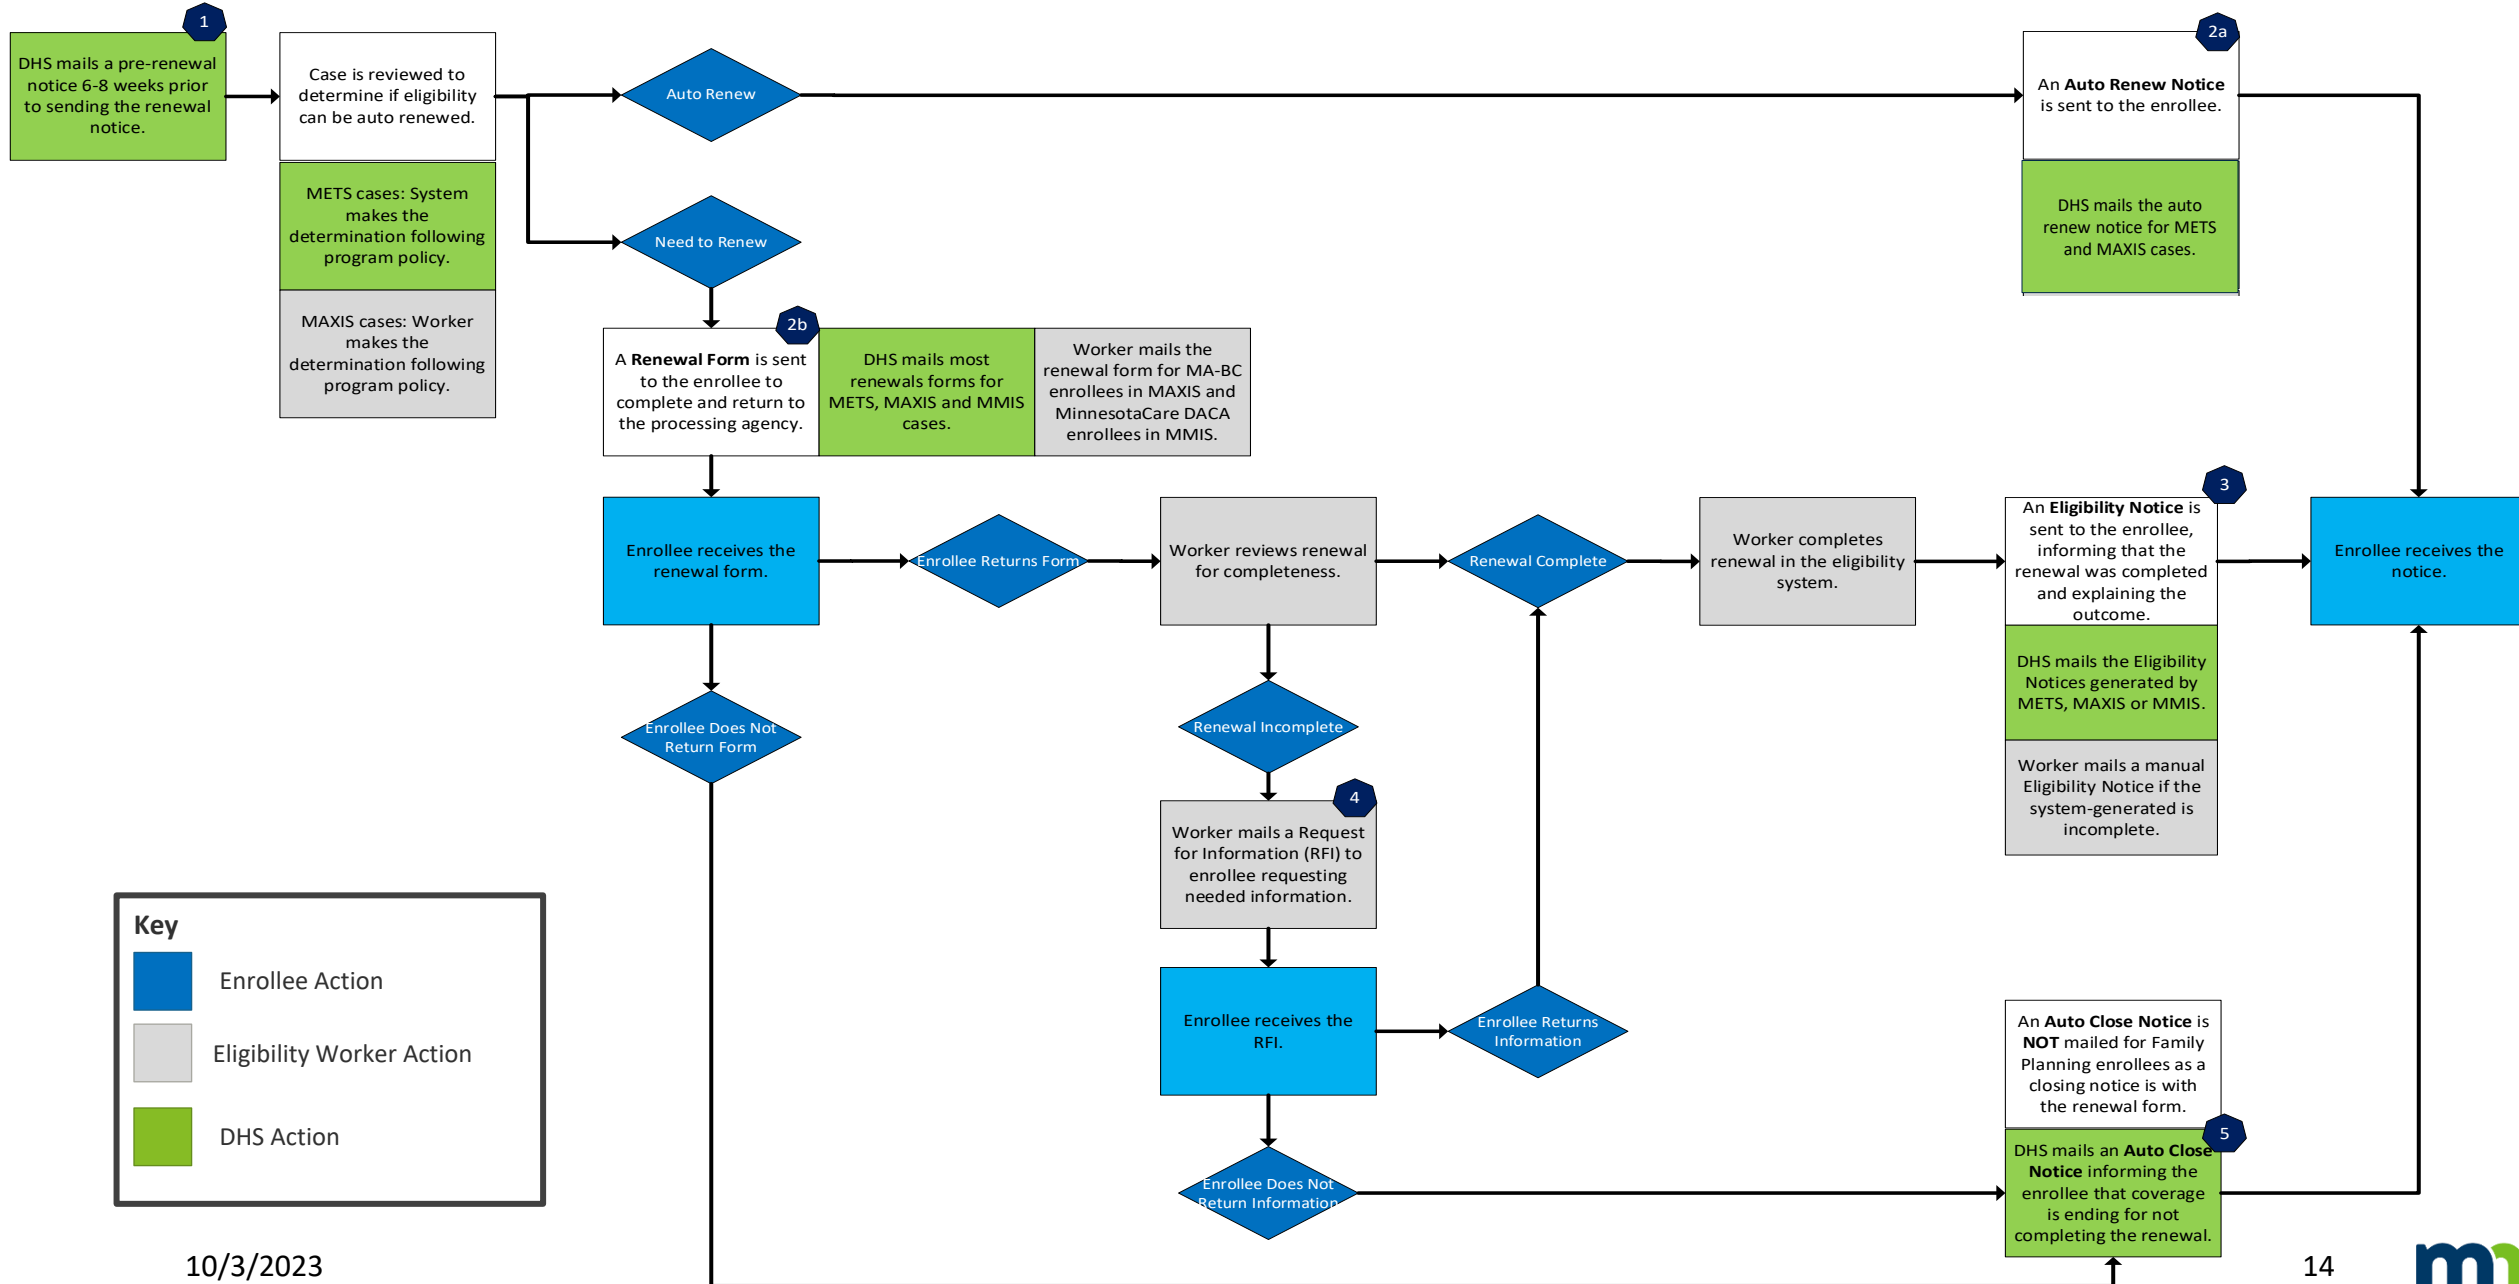 1
DHS mails a pre-renewal
notice 6-8 weeks prior
to sending the renewal
notice.
Case is reviewed to
determine if eligibility
can be auto renewed.
METS cases: System
makes the
determination following
program policy.
MAXIS cases: Worker
makes the
determination following
program policy.
Auto Renew
2a
An Auto Renew Notice
is sent to the enrollee.
DHS mails the auto
renew notice for METS
and MAXIS cases.
Need to Renew
2b
A Renewal Form is sent
to the enrollee to
complete and return to
the processing agency.
DHS mails most
renewals forms for
METS, MAXIS and MMIS
cases.
Worker mails the
renewal form for MA-BC
enrollees in MAXIS and
MinnesotaCare DACA
enrollees in MMIS.
Enrollee receives the
renewal form.
Enrollee Returns Form
Worker reviews renewal
for completeness.
Renewal Complete
Worker completes
renewal in the eligibility
system.
3
An Eligibility Notice is
sent to the enrollee,
informing that the
renewal was completed
and explaining the
outcome.
DHS mails the Eligibility
Notices generated by
METS, MAXIS or MMIS.
Worker mails a manual
Eligibility Notice if the
system-generated is
incomplete.
Enrollee receives the
notice.
Enrollee Does Not
Return Form
Renewal Incomplete
4
Worker mails a Request
for Information (RFI) to
enrollee requesting
needed information.
Enrollee receives the
RFI.
Enrollee Returns
Information
Enrollee Does Not
Return Information
An Auto Close Notice is
NOT mailed for Family
Planning enrollees as a
closing notice is with
the renewal form.
5
DHS mails an Auto Close
Notice informing the
enrollee that coverage
is ending for not
completing the renewal.
Key
Enrollee Action
Eligibility Worker Action
DHS Action
10/3/2023
14
mn